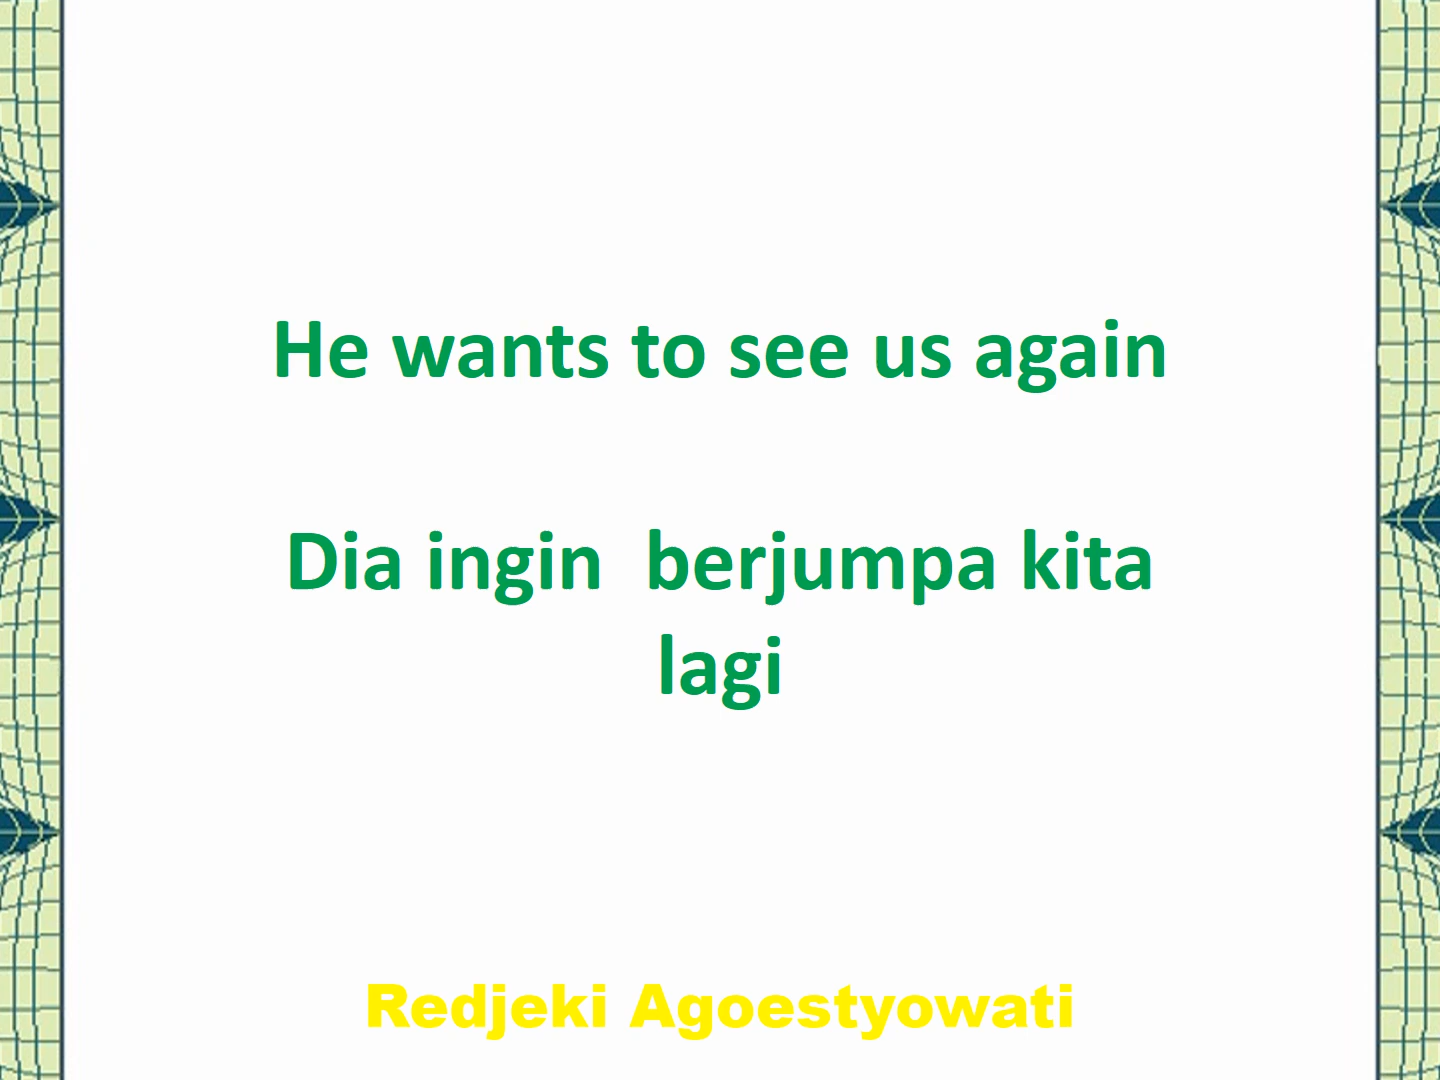 He wants to see us again
Dia ingin  berjumpa kita
lagi
Redjeki Agoestyowati